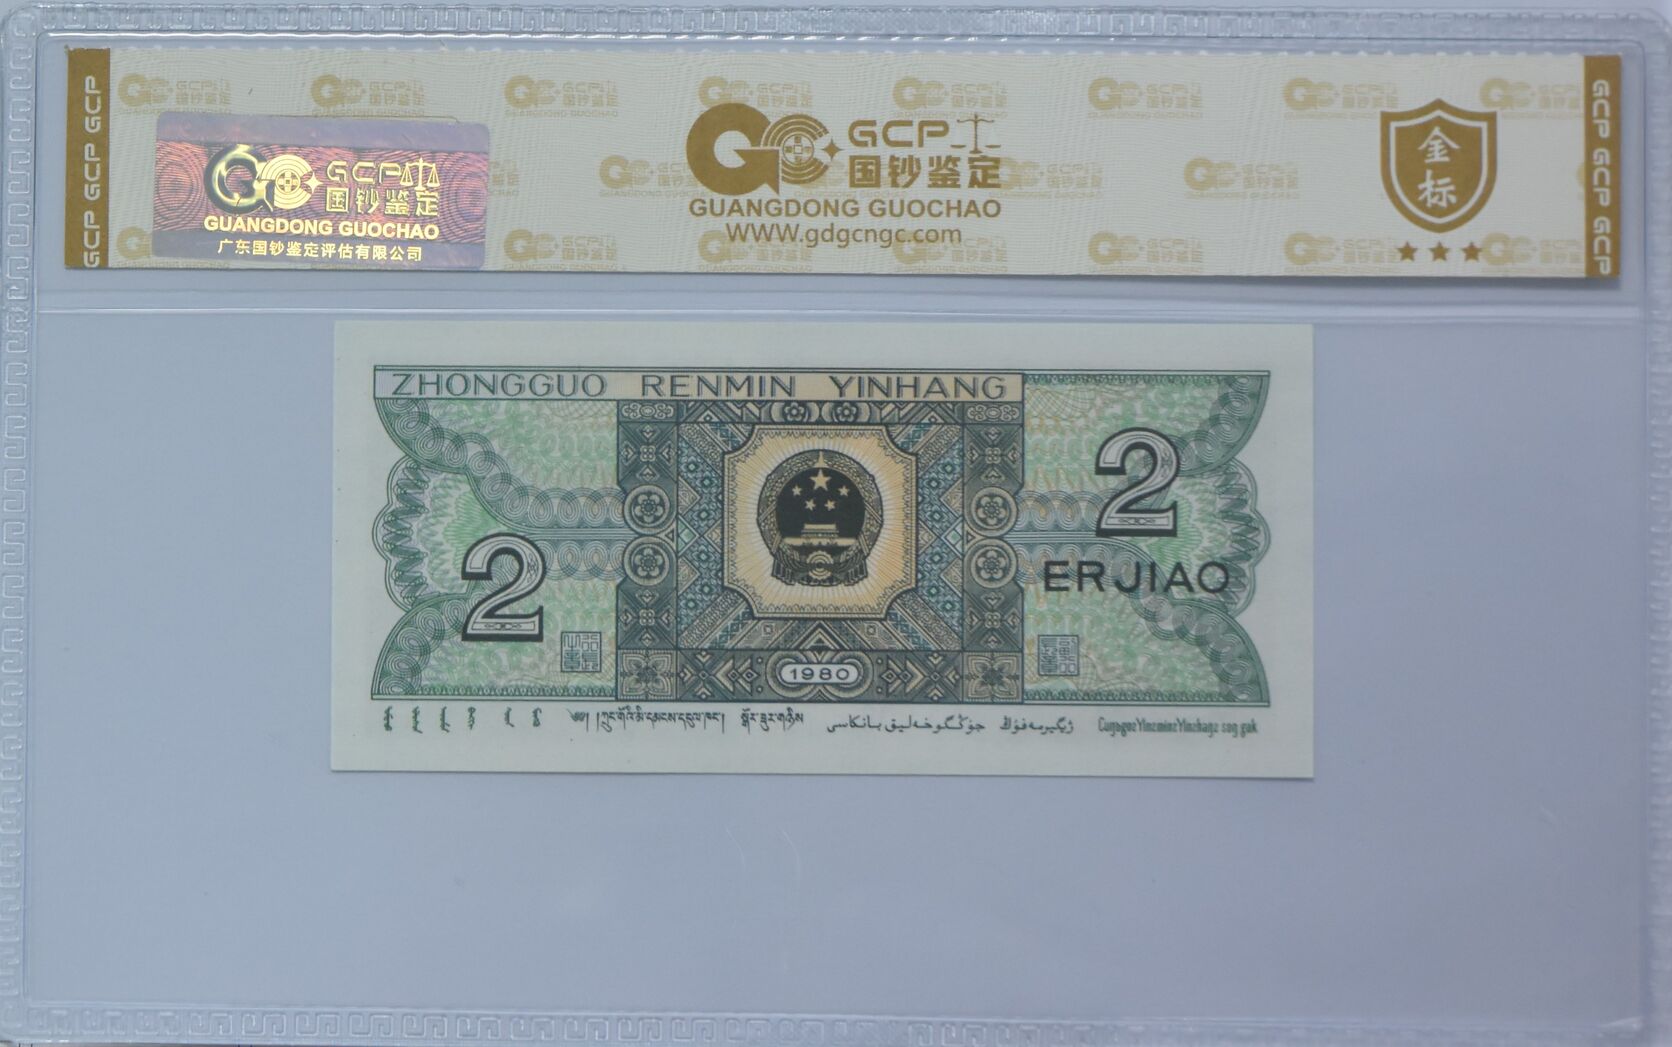 GCP GCP GCP
GCP 国钞鉴定
GUANGDONG GUOCHAO
广东国钞鉴定评估有限公司
GCP
国钞鉴定
GUANGDONG GUOCHAO
WWW.gdgcngc.com
金标
GCP GCP GCP
ZHONGGUO RENMIN YINHANG
2
2
ERJIAO
1980